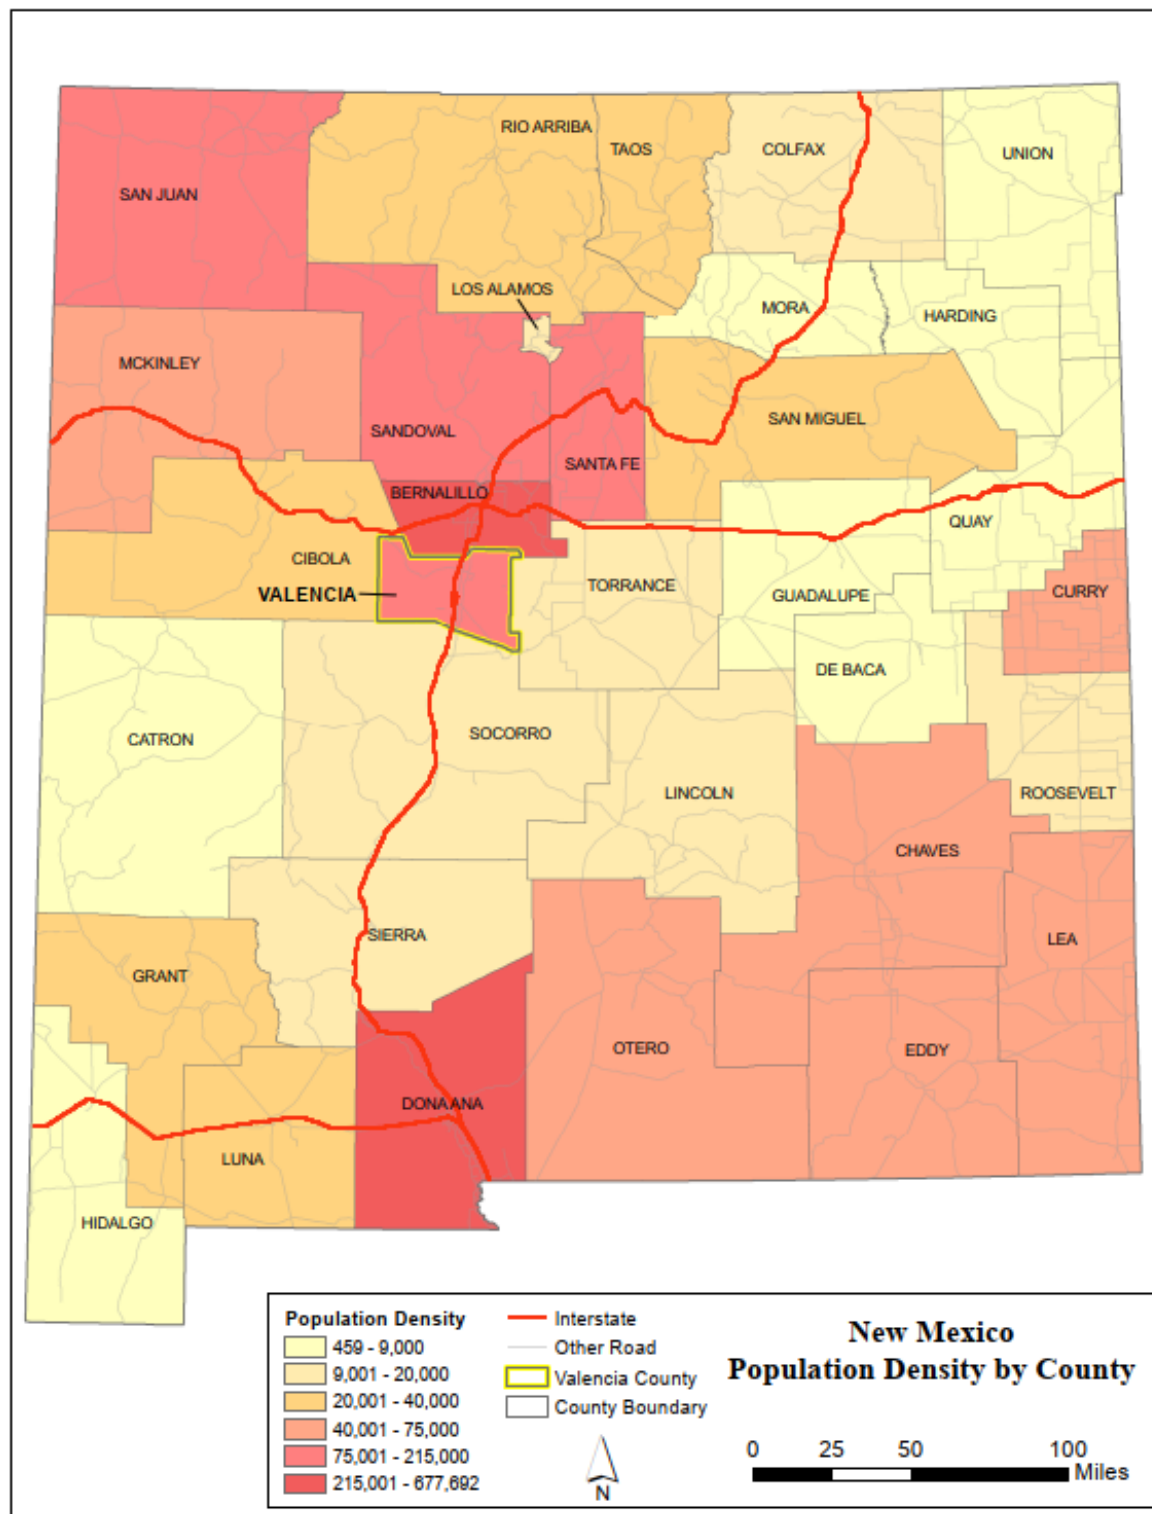 RIO ARRIBA
TAOS
COLFAX
UNION
SAN JUAN
LOS ALAMOS
MORA
HARDING
MCKINLEY
SAN MIGUEL
SANDOVAL
SANTA FE
BERNALILLO
QUAY
CIBOLA
TORRANCE
GUADALUPE
CURRY
VALENCIA
DE BACA
CATRON
SOCORRO
LINCOLN
ROOSEVELT
CHAVES
SIERRA
LEA
GRANT
OTERO
EDDY
DONA ANA
LUNA
HIDALGO
Population Density
459 - 9,000
9,001 - 20,000
20,001 - 40,000
40,001 - 75,000
75,001 - 215,000
215,001 - 677,692
Interstate
Other Road
Valencia County
County Boundary
N
New Mexico
Population Density by County
0 25 50 100
Miles